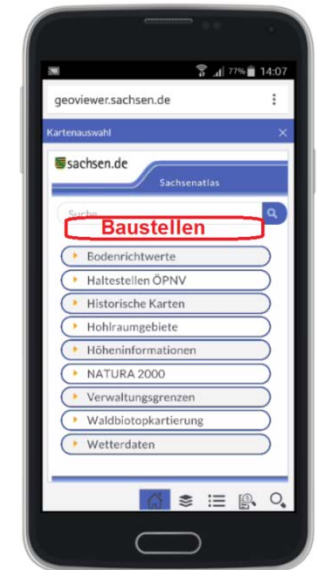 77% 14:07
geoviewer.sachsen.de
Kartenauswahl
sachsen.de
Sachsenatlas
Suche
Baustellen
Bodenrichtwerte
Haltestellen ÖPNV
Historische Karten
Hohlraumgebiete
Höheninformationen
NATURA 2000
Verwaltungsgrenzen
Waldbiotopkartierung
Wetterdaten